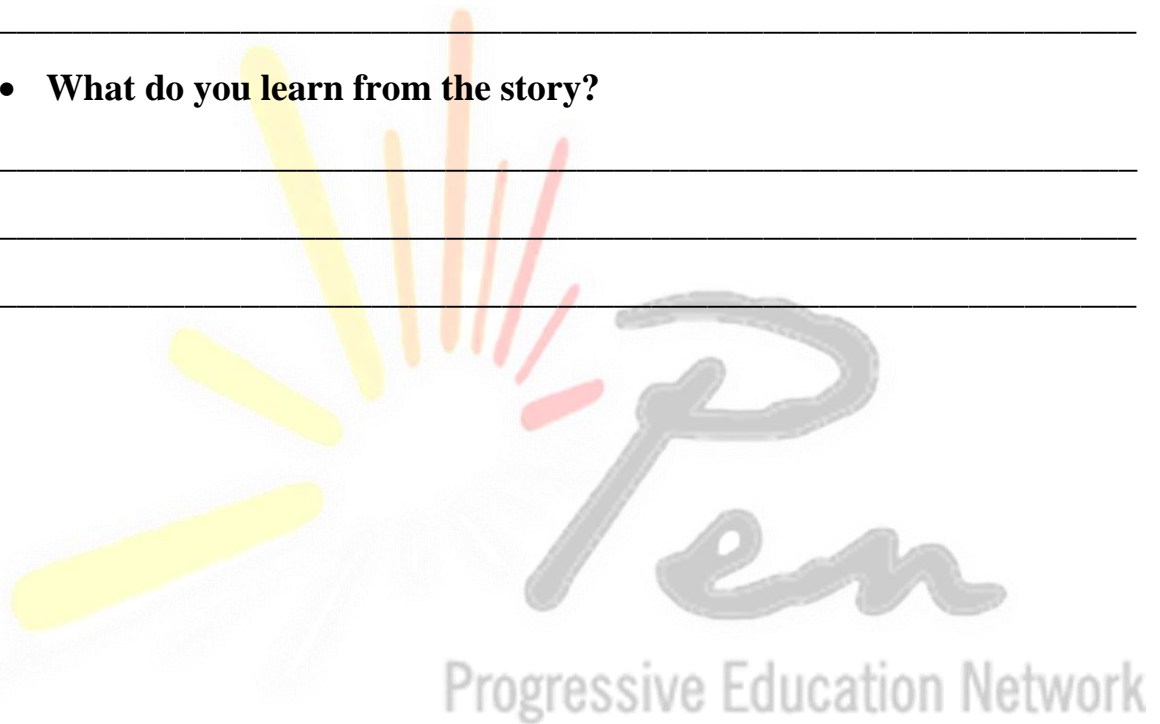 • What do you learn from the story?
Pen
Progressive Education Network